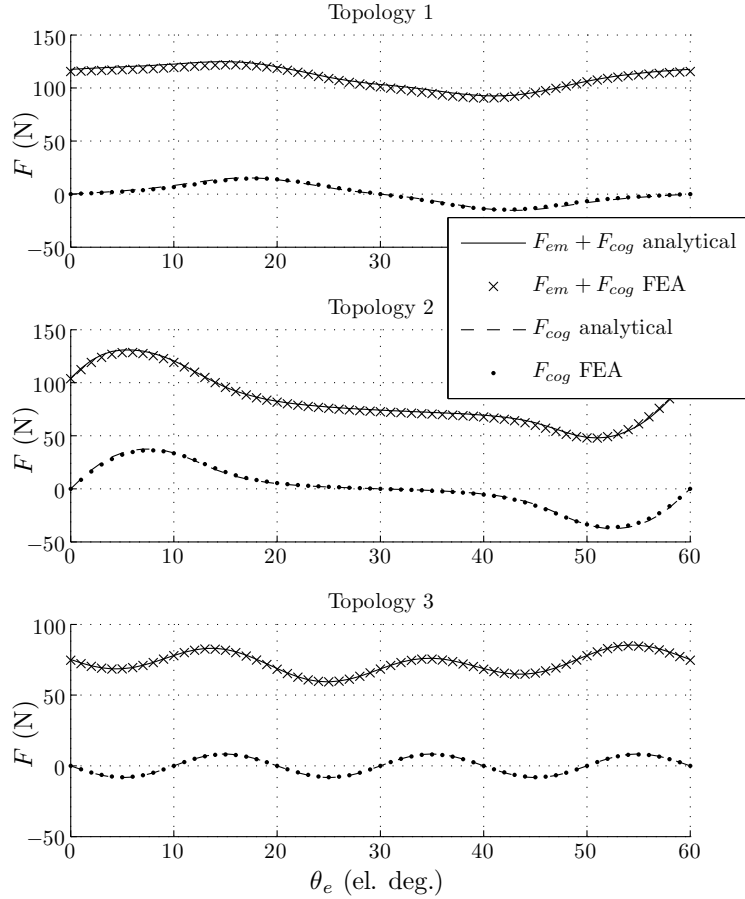 Topology 1
150
100
50
0
−50
F (N)
0
10
20
30
F_em + F_cog analytical
F_em + F_cog FEA
F_cog analytical
F_cog FEA
Topology 2
150
100
50
0
−50
F (N)
0
10
20
30
40
50
60
Topology 3
100
50
0
−50
F (N)
0
10
20
30
40
50
60
θ_e (el. deg.)